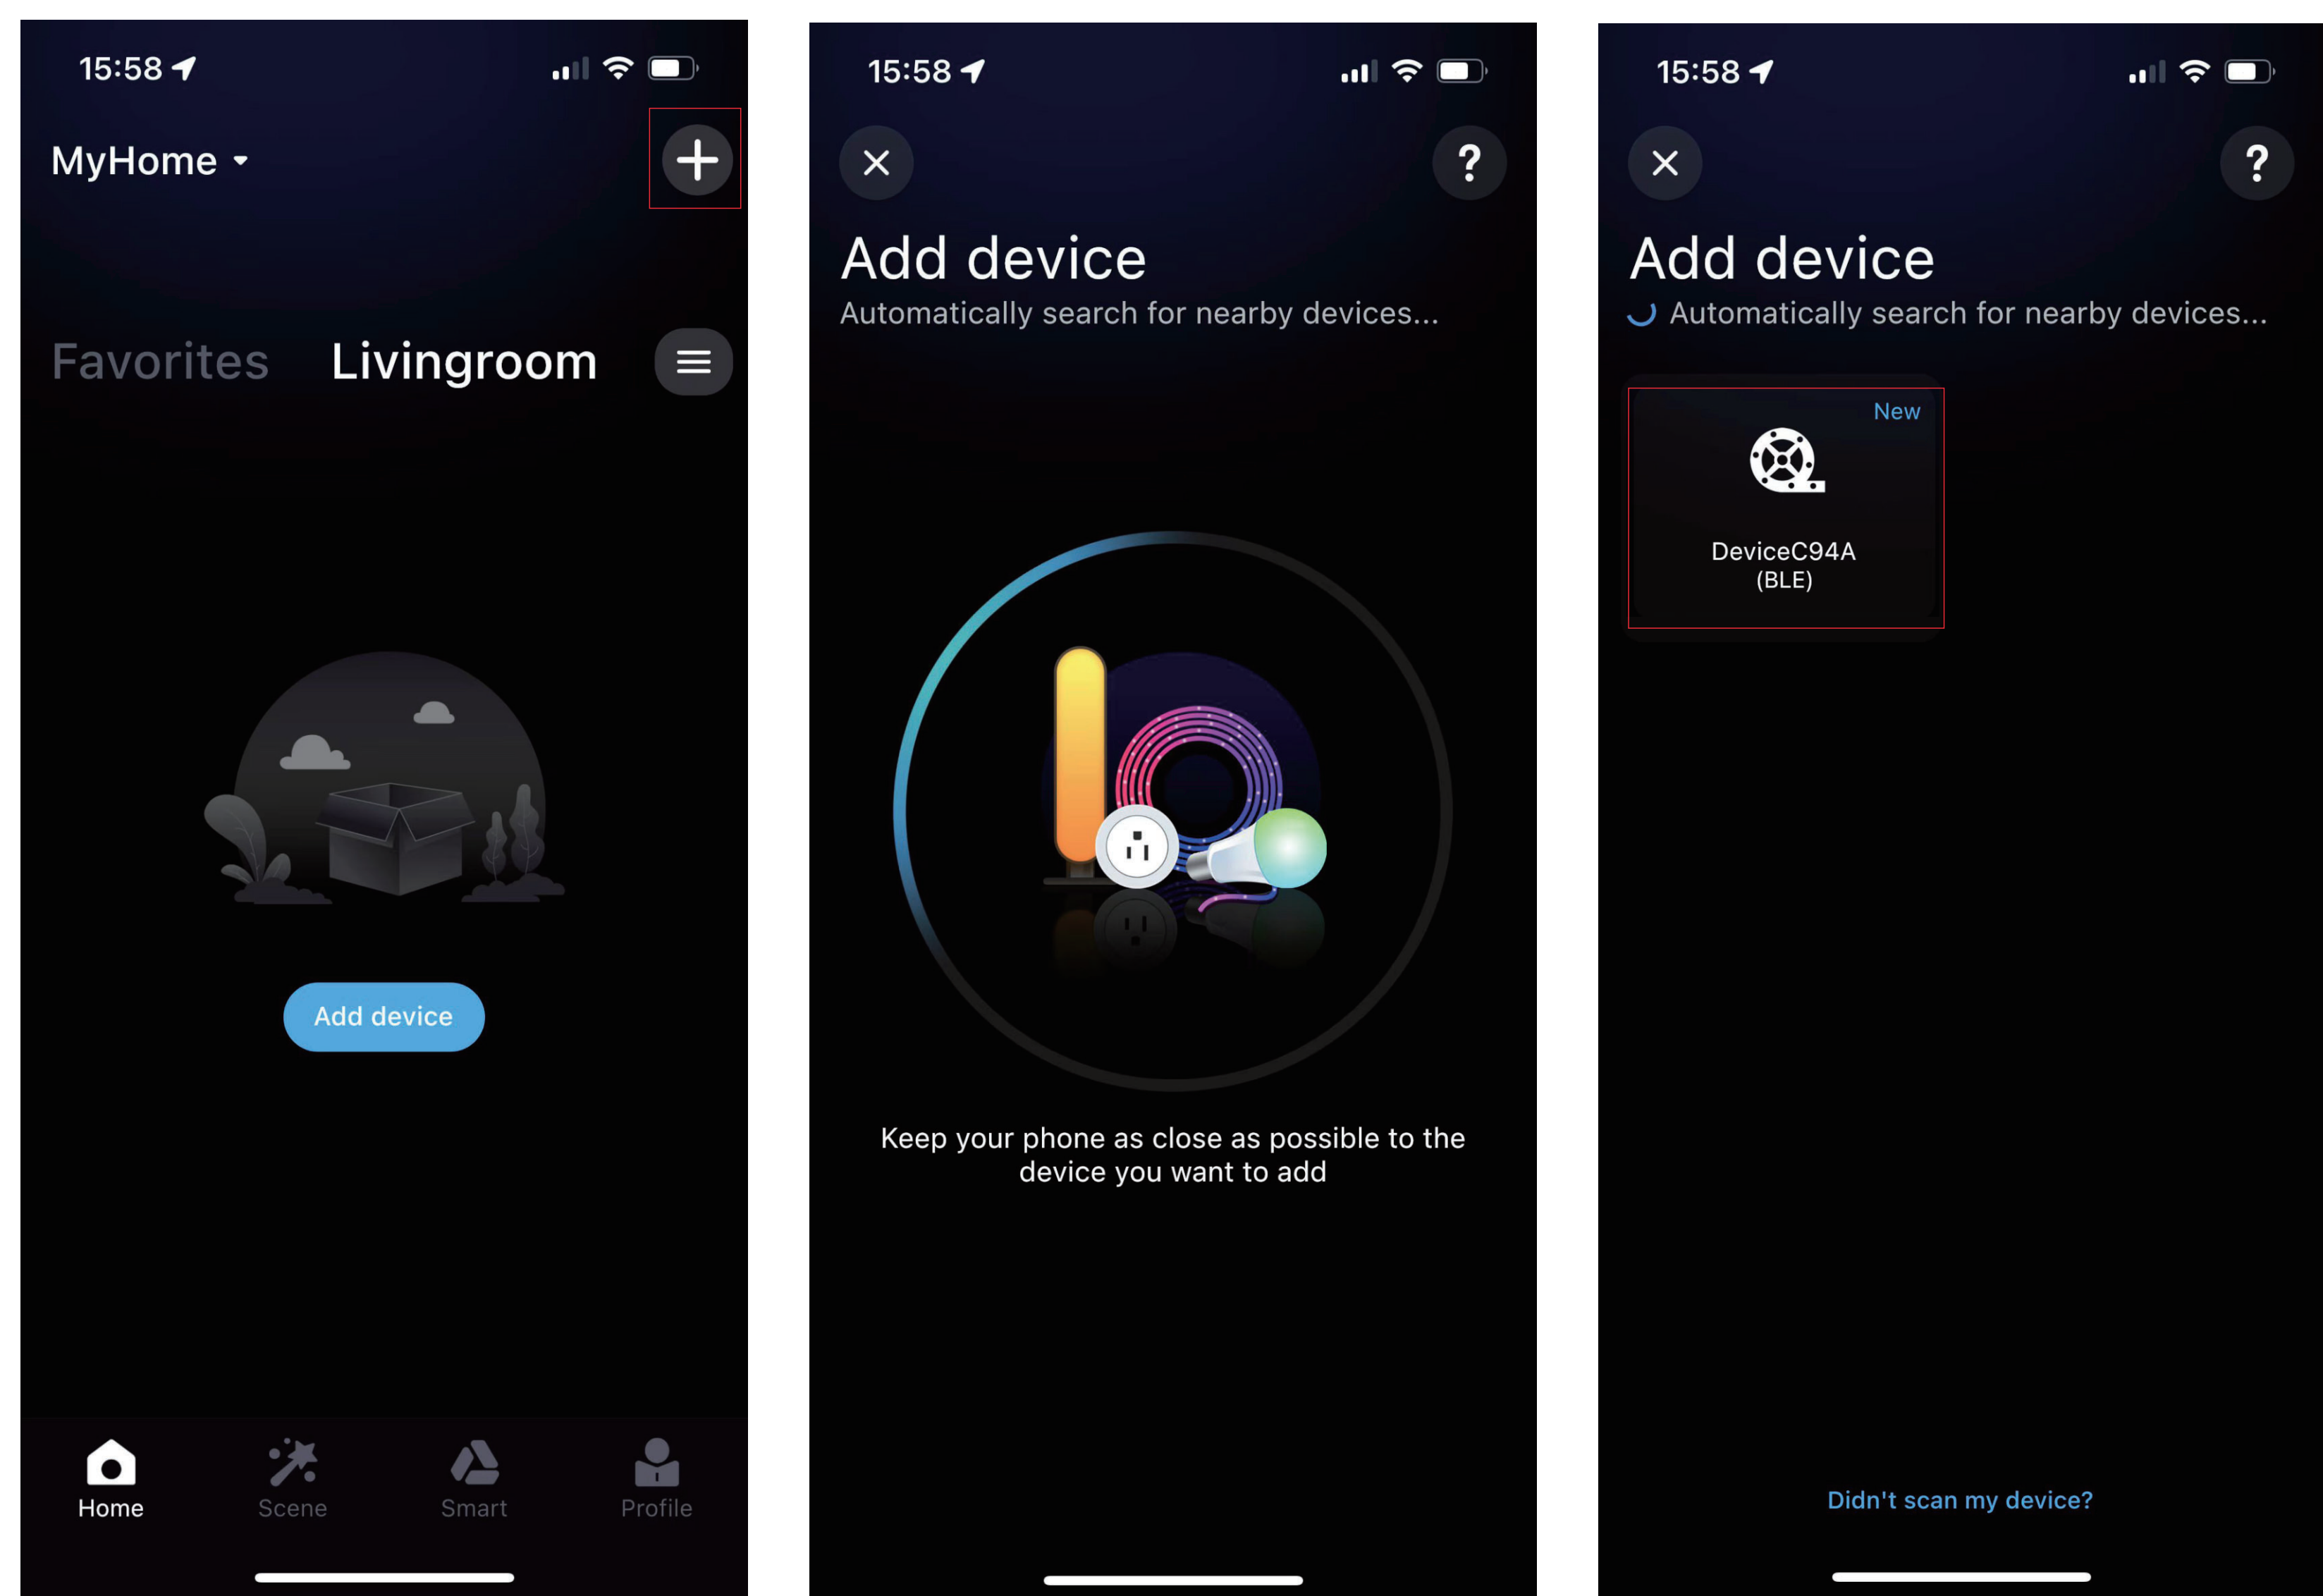 15:58
MyHome
Favorites Livingroom
Add device
Home Scene Smart Profile
15:58
?
Add device
Automatically search for nearby devices...
Keep your phone as close as possible to the
device you want to add
15:58
?
Add device
Automatically search for nearby devices...
New
DeviceC94A
(BLE)
Didn't scan my device?